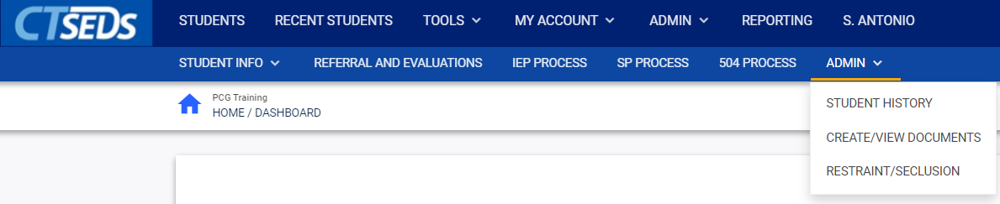 CTSEDS STUDENTS RECENT STUDENTS TOOLS MY ACCOUNT ADMIN REPORTING S. ANTONIO
STUDENT INFO REFERRAL AND EVALUATIONS IEP PROCESS SP PROCESS 504 PROCESS ADMIN
PCG Training
HOME / DASHBOARD
STUDENT HISTORY
CREATE/VIEW DOCUMENTS
RESTRAINT/SECLUSION